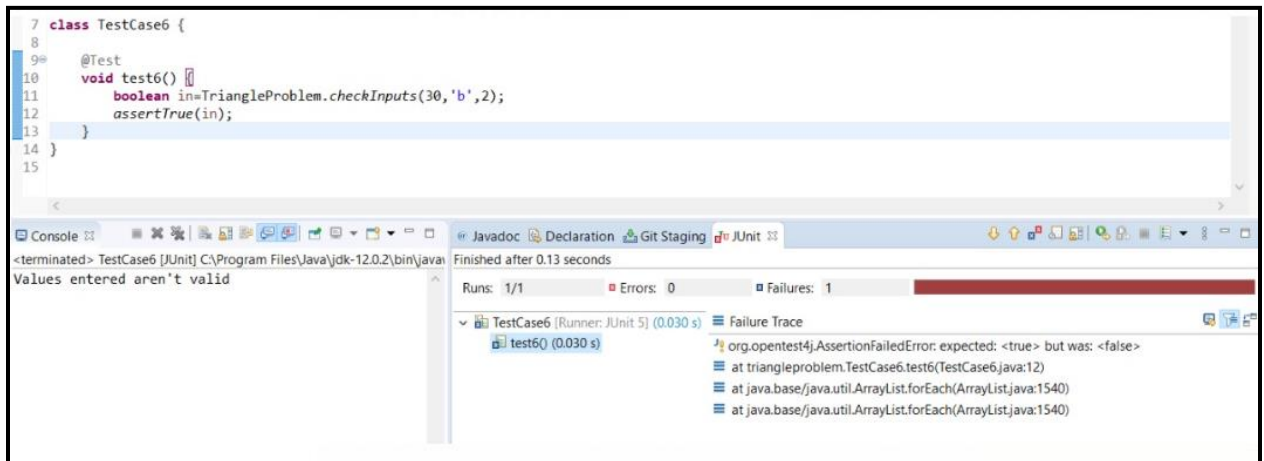 7 class TestCase6 {
8
9 @Test
10 void test6() {
11 boolean in=TriangleProblem.checkInputs(30,'b',2);
12 assertTrue(in);
13 }
14 }
15
Console
<terminated> TestCase6 [JUnit] C:\Program Files\Java\jdk-12.0.2\bin\javaw
Values entered aren't valid
@ Javadoc Declaration Git Staging JUnit
Finished after 0.13 seconds
Runs: 1/1 Errors: 0 Failures: 1
TestCase6 [Runner: JUnit 5] (0.030 s)
test6() (0.030 s)
Failure Trace
org.opentest4j.AssertionFailedError: expected: <true> but was: <false>
at triangleproblem.TestCase6.test6(TestCase6.java:12)
at java.base/java.util.ArrayList.forEach(ArrayList.java:1540)
at java.base/java.util.ArrayList.forEach(ArrayList.java:1540)